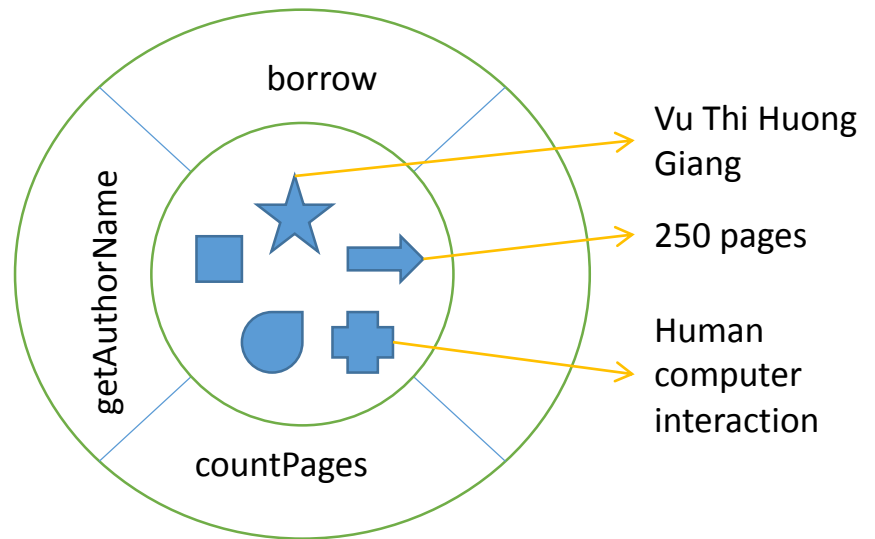 borrow
getAuthorName
countPages
Vu Thi Huong
Giang
250 pages
Human
computer
interaction